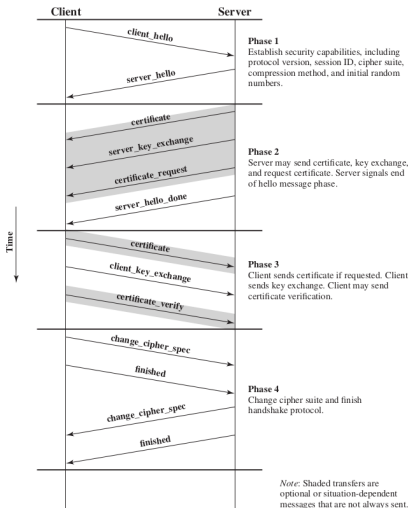 Client
Server
client_hello
server_hello
Phase 1
Establish security capabilities, including
protocol version, session ID, cipher suite,
compression method, and initial random
numbers.
certificate
server_key_exchange
certificate_request
server_hello_done
Phase 2
Server may send certificate, key exchange,
and request certificate. Server signals end
of hello message phase.
Time
certificate
client_key_exchange
certificate_verify
Phase 3
Client sends certificate if requested. Client
sends key exchange. Client may send
certificate verification.
change_cipher_spec
finished
change_cipher_spec
finished
Phase 4
Change cipher suite and finish
handshake protocol.
Note: Shaded transfers are
optional or situation-dependent
messages that are not always sent.